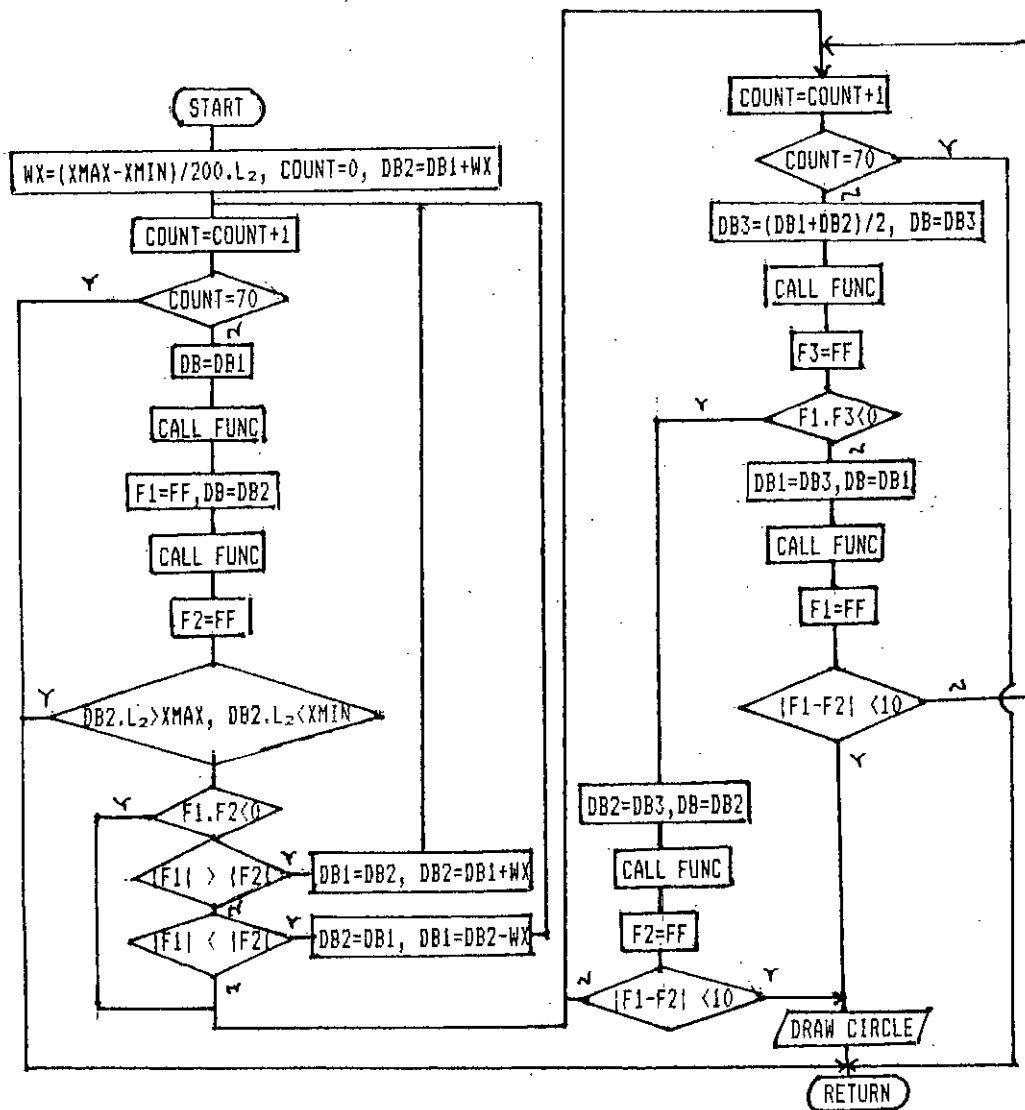 START
WX=(XMAX-XMIN)/200.L₂, COUNT=0, DB2=DB1+WX
COUNT=COUNT+1
Y
COUNT=70
N
DB=DB1
CALL FUNC
F1=FF,DB=DB2
CALL FUNC
F2=FF
Y
DB2.L₂>XMAX, DB2.L₂<XMIN
Y
F1.F2<0
|F1| > |F2|
Y
DB1=DB2, DB2=DB1+WX
N
|F1| < |F2|
Y
DB2=DB1, DB1=DB2-WX
N
COUNT=COUNT+1
COUNT=70
Y
N
DB3=(DB1+DB2)/2, DB=DB3
CALL FUNC
F3=FF
Y
F1.F3<0
N
DB1=DB3,DB=DB1
CALL FUNC
F1=FF
|F1-F2| <10
N
Y
DB2=DB3,DB=DB2
CALL FUNC
F2=FF
N
|F1-F2| <10
Y
DRAW CIRCLE
RETURN